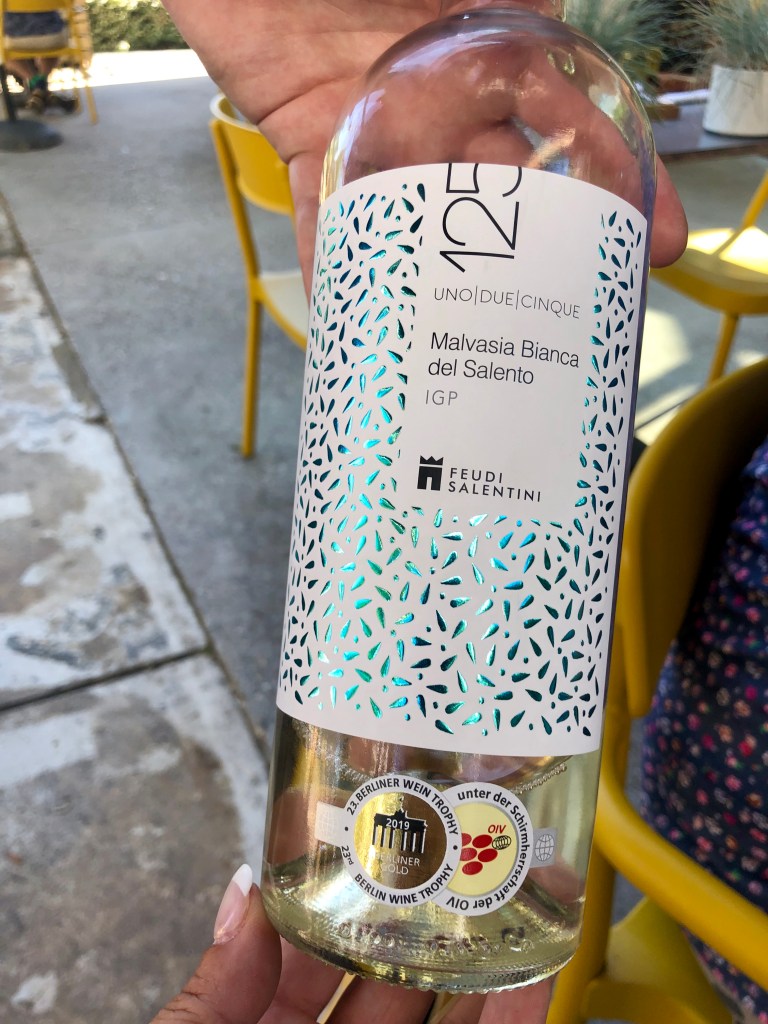 125
UNO|DUE|CINQUE
Malvasia Bianca
del Salento
IGP
FEUDI
SALENTINI
· 23. BERLINER WEIN TROPHY ·
2019
BERLINER
GOLD
23rd BERLIN WINE TROPHY
unter der Schirmherrschaft der OIV
OIV